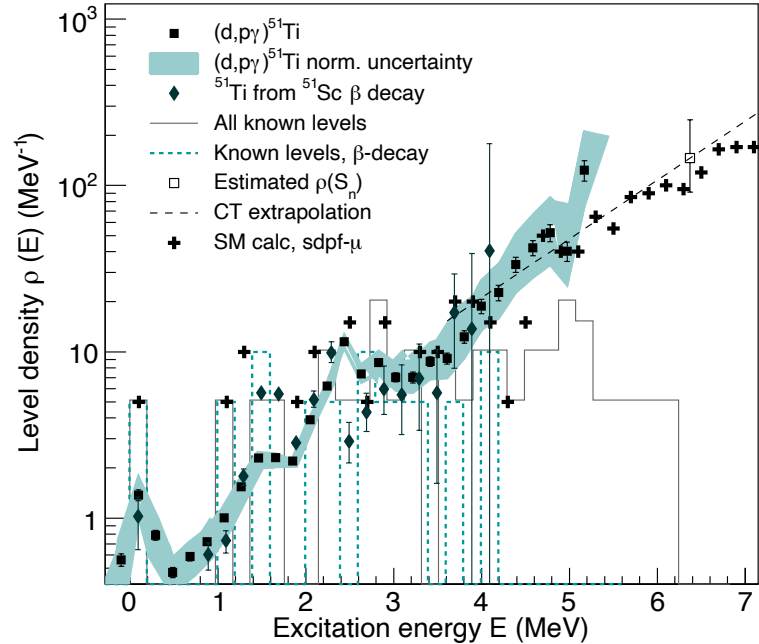 10³
10²
10
1
Level density ρ (E) (MeV⁻¹)
(d,pγ)⁵¹Ti
(d,pγ)⁵¹Ti norm. uncertainty
⁵¹Ti from ⁵¹Sc β decay
All known levels
Known levels, β-decay
Estimated ρ(Sₙ)
CT extrapolation
SM calc, sdpf-μ
0 1 2 3 4 5 6 7
Excitation energy E (MeV)